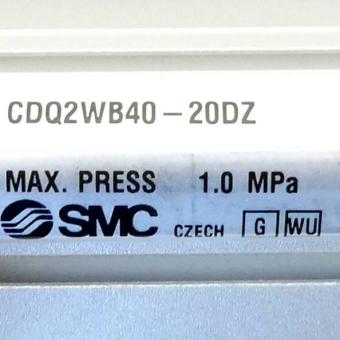 CDQ2WB40-20DZ
MAX. PRESS 1.0 MPa
SMC CZECH G WU